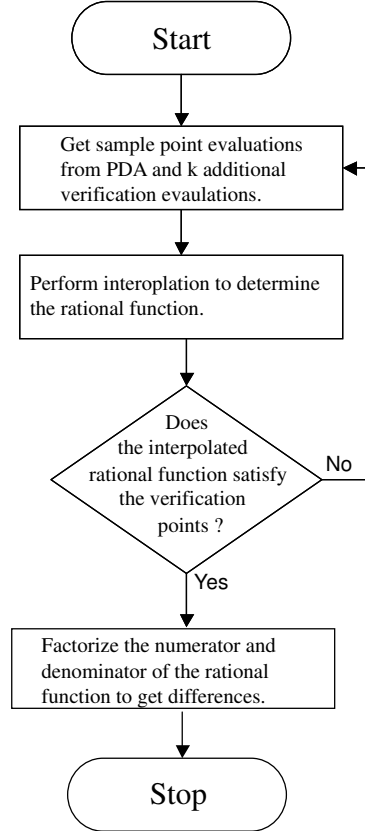 Start
Get sample point evaluations
from PDA and k additional
verification evaulations.
Perform interoplation to determine
the rational function.
Does
the interpolated
rational function satisfy
the verification
points ?
No
Yes
Factorize the numerator and
denominator of the rational
function to get differences.
Stop